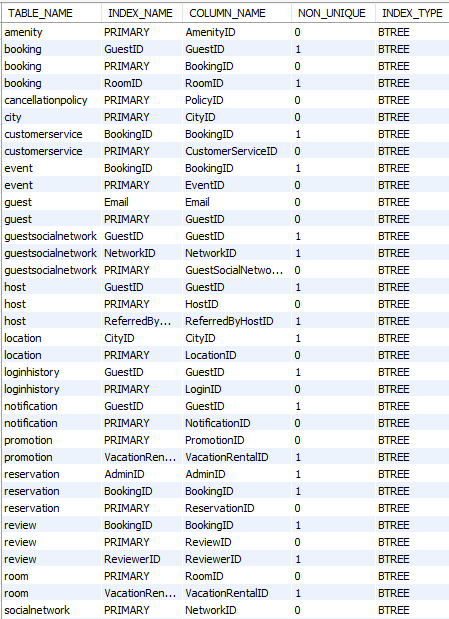 TABLE_NAME INDEX_NAME COLUMN_NAME NON_UNIQUE INDEX_TYPE
amenity PRIMARY AmenityID 0 BTREE
booking GuestID GuestID 1 BTREE
booking PRIMARY BookingID 0 BTREE
booking RoomID RoomID 1 BTREE
cancellationpolicy PRIMARY PolicyID 0 BTREE
city PRIMARY CityID 0 BTREE
customerservice BookingID BookingID 1 BTREE
customerservice PRIMARY CustomerServiceID 0 BTREE
event BookingID BookingID 1 BTREE
event PRIMARY EventID 0 BTREE
guest Email Email 0 BTREE
guest PRIMARY GuestID 0 BTREE
guestsocialnetwork GuestID GuestID 1 BTREE
guestsocialnetwork NetworkID NetworkID 1 BTREE
guestsocialnetwork PRIMARY GuestSocialNetwo... 0 BTREE
host GuestID GuestID 1 BTREE
host PRIMARY HostID 0 BTREE
host ReferredBy... ReferredByHostID 1 BTREE
location CityID CityID 1 BTREE
location PRIMARY LocationID 0 BTREE
loginhistory GuestID GuestID 1 BTREE
loginhistory PRIMARY LoginID 0 BTREE
notification GuestID GuestID 1 BTREE
notification PRIMARY NotificationID 0 BTREE
promotion PRIMARY PromotionID 0 BTREE
promotion VacationRen... VacationRentalID 1 BTREE
reservation AdminID AdminID 1 BTREE
reservation BookingID BookingID 1 BTREE
reservation PRIMARY ReservationID 0 BTREE
review BookingID BookingID 1 BTREE
review PRIMARY ReviewID 0 BTREE
review ReviewerID ReviewerID 1 BTREE
room PRIMARY RoomID 0 BTREE
room VacationRen... VacationRentalID 1 BTREE
socialnetwork PRIMARY NetworkID 0 BTREE